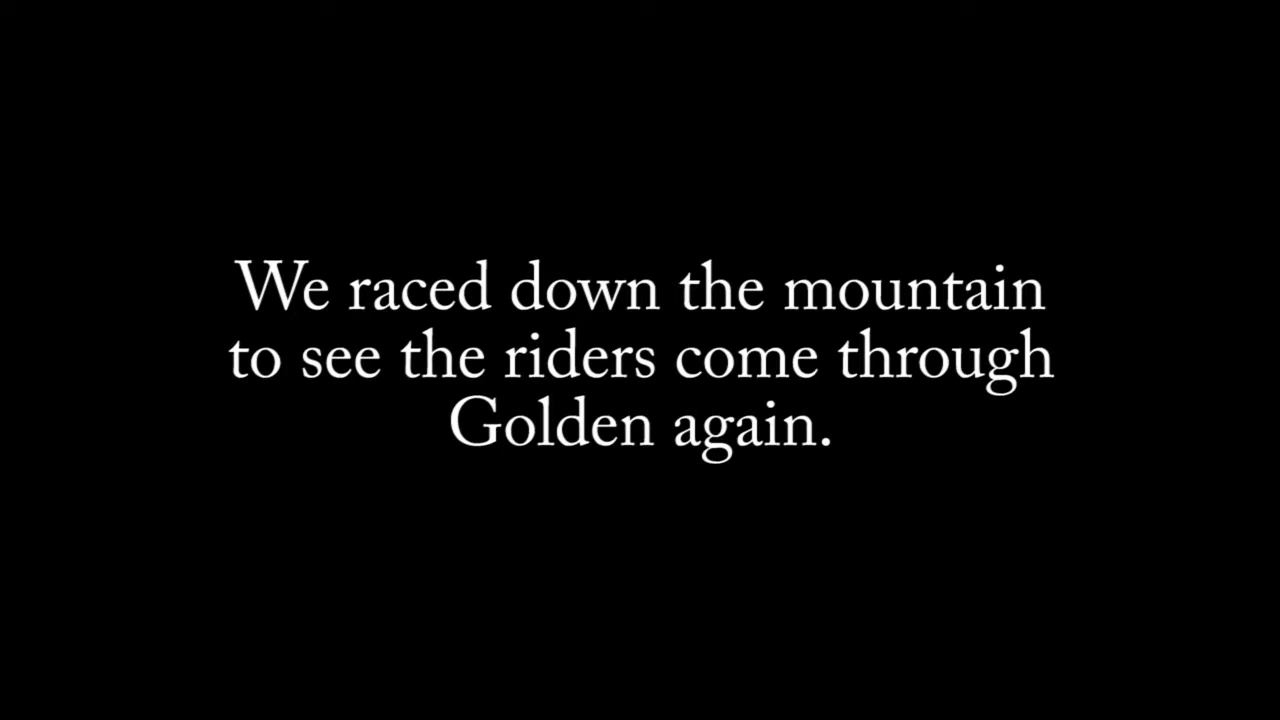 We raced down the mountain
to see the riders come through
Golden again.